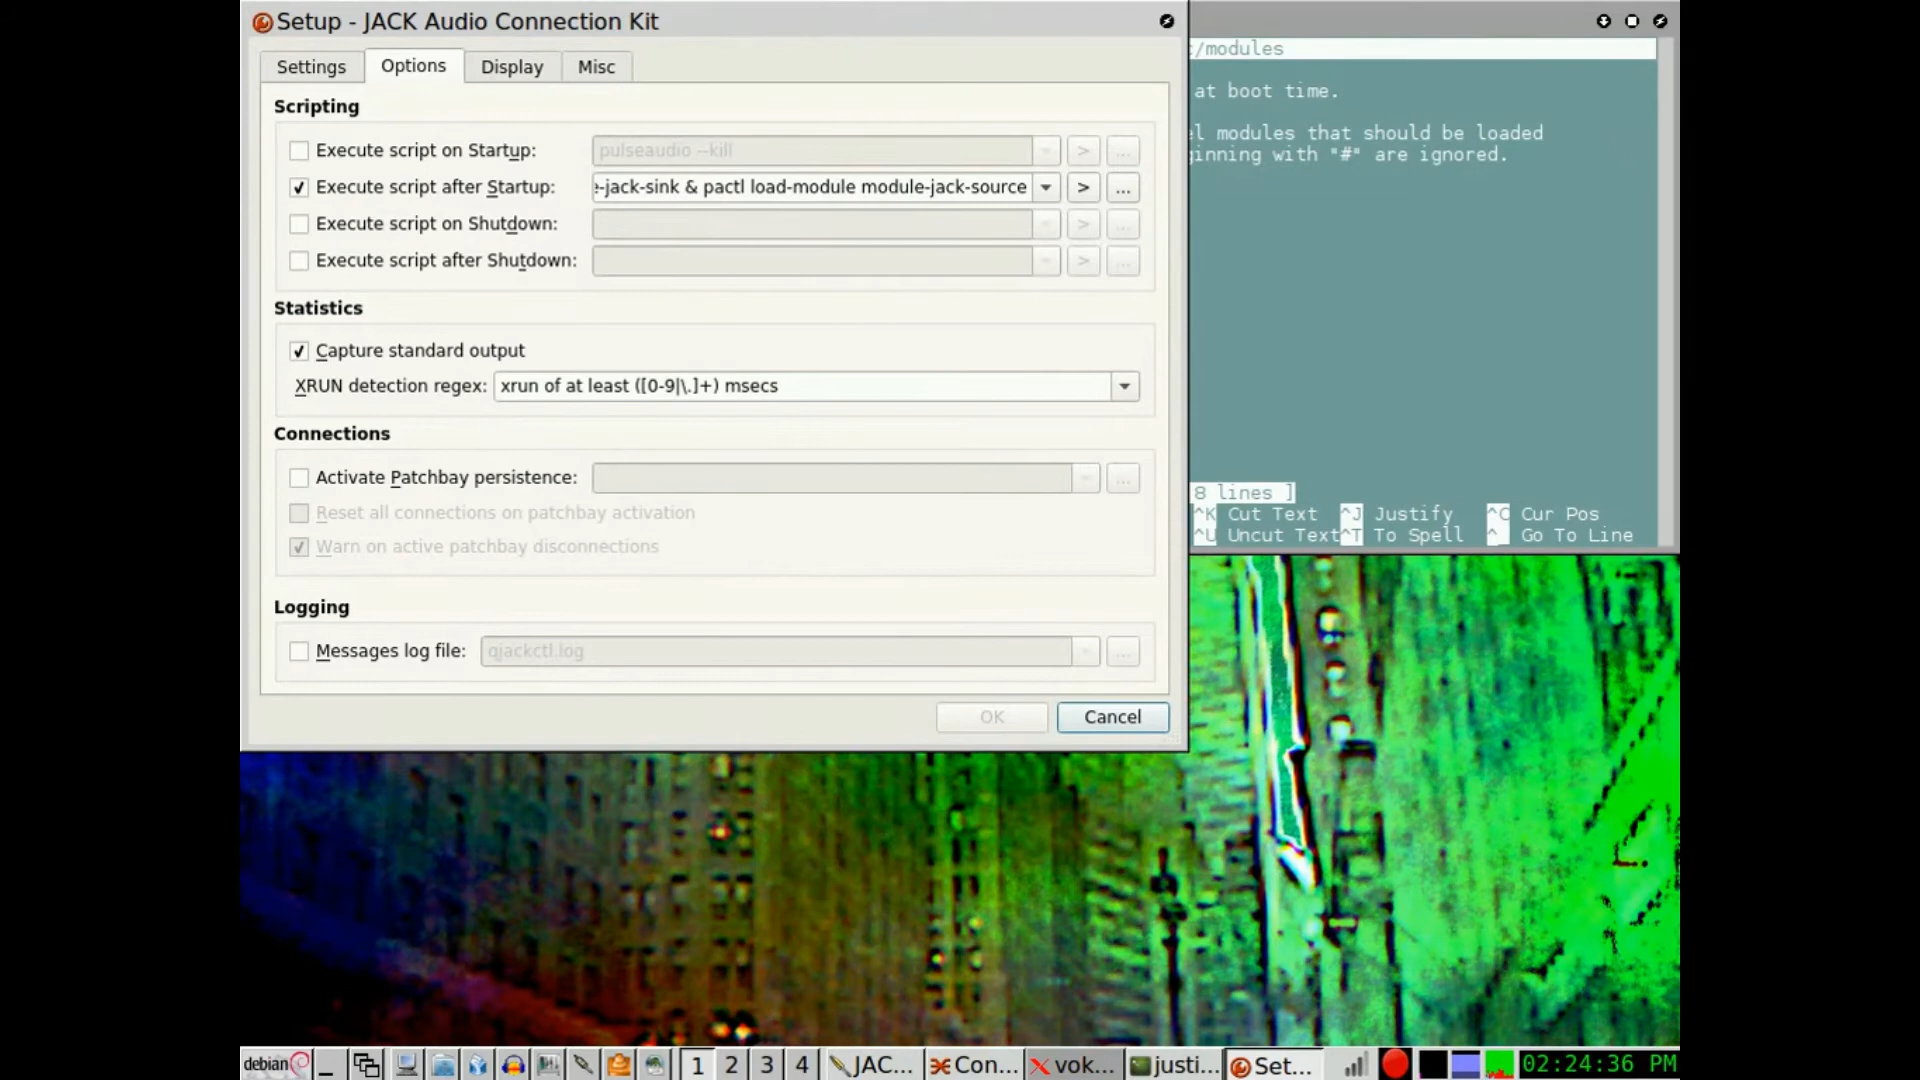 Setup - JACK Audio Connection Kit
Settings
Options
Display
Misc
Scripting
Execute script on Startup:
pulseaudio --kill
>
...
Execute script after Startup:
-jack-sink & pactl load-module module-jack-source
>
...
Execute script on Shutdown:
>
...
Execute script after Shutdown:
>
...
Statistics
Capture standard output
XRUN detection regex:
xrun of at least ([0-9|\.]+) msecs
Connections
Activate Patchbay persistence:
...
Reset all connections on patchbay activation
Warn on active patchbay disconnections
Logging
Messages log file:
qjackctl.log
...
OK
Cancel
/modules
at boot time.
l modules that should be loaded
ginning with "#" are ignored.
8 lines ]
^K Cut Text ^J Justify ^C Cur Pos
^U Uncut Text ^T To Spell ^_ Go To Line
debian
1 2 3 4
JAC...
Con...
vok...
justi...
Set...
02:24:36 PM